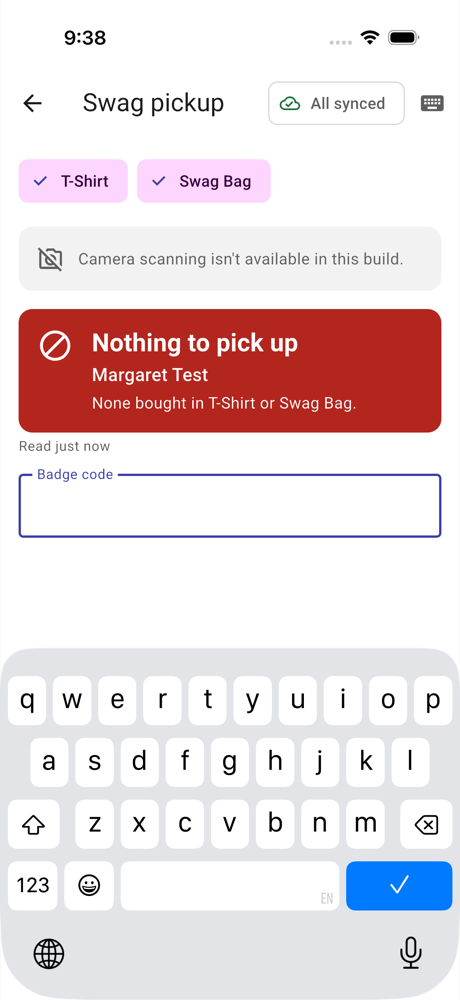 9:38
Swag pickup
All synced
T-Shirt
Swag Bag
Camera scanning isn't available in this build.
Nothing to pick up
Margaret Test
None bought in T-Shirt or Swag Bag.
Read just now
Badge code
q w e r t y u i o p
a s d f g h j k l
z x c v b n m
123
EN